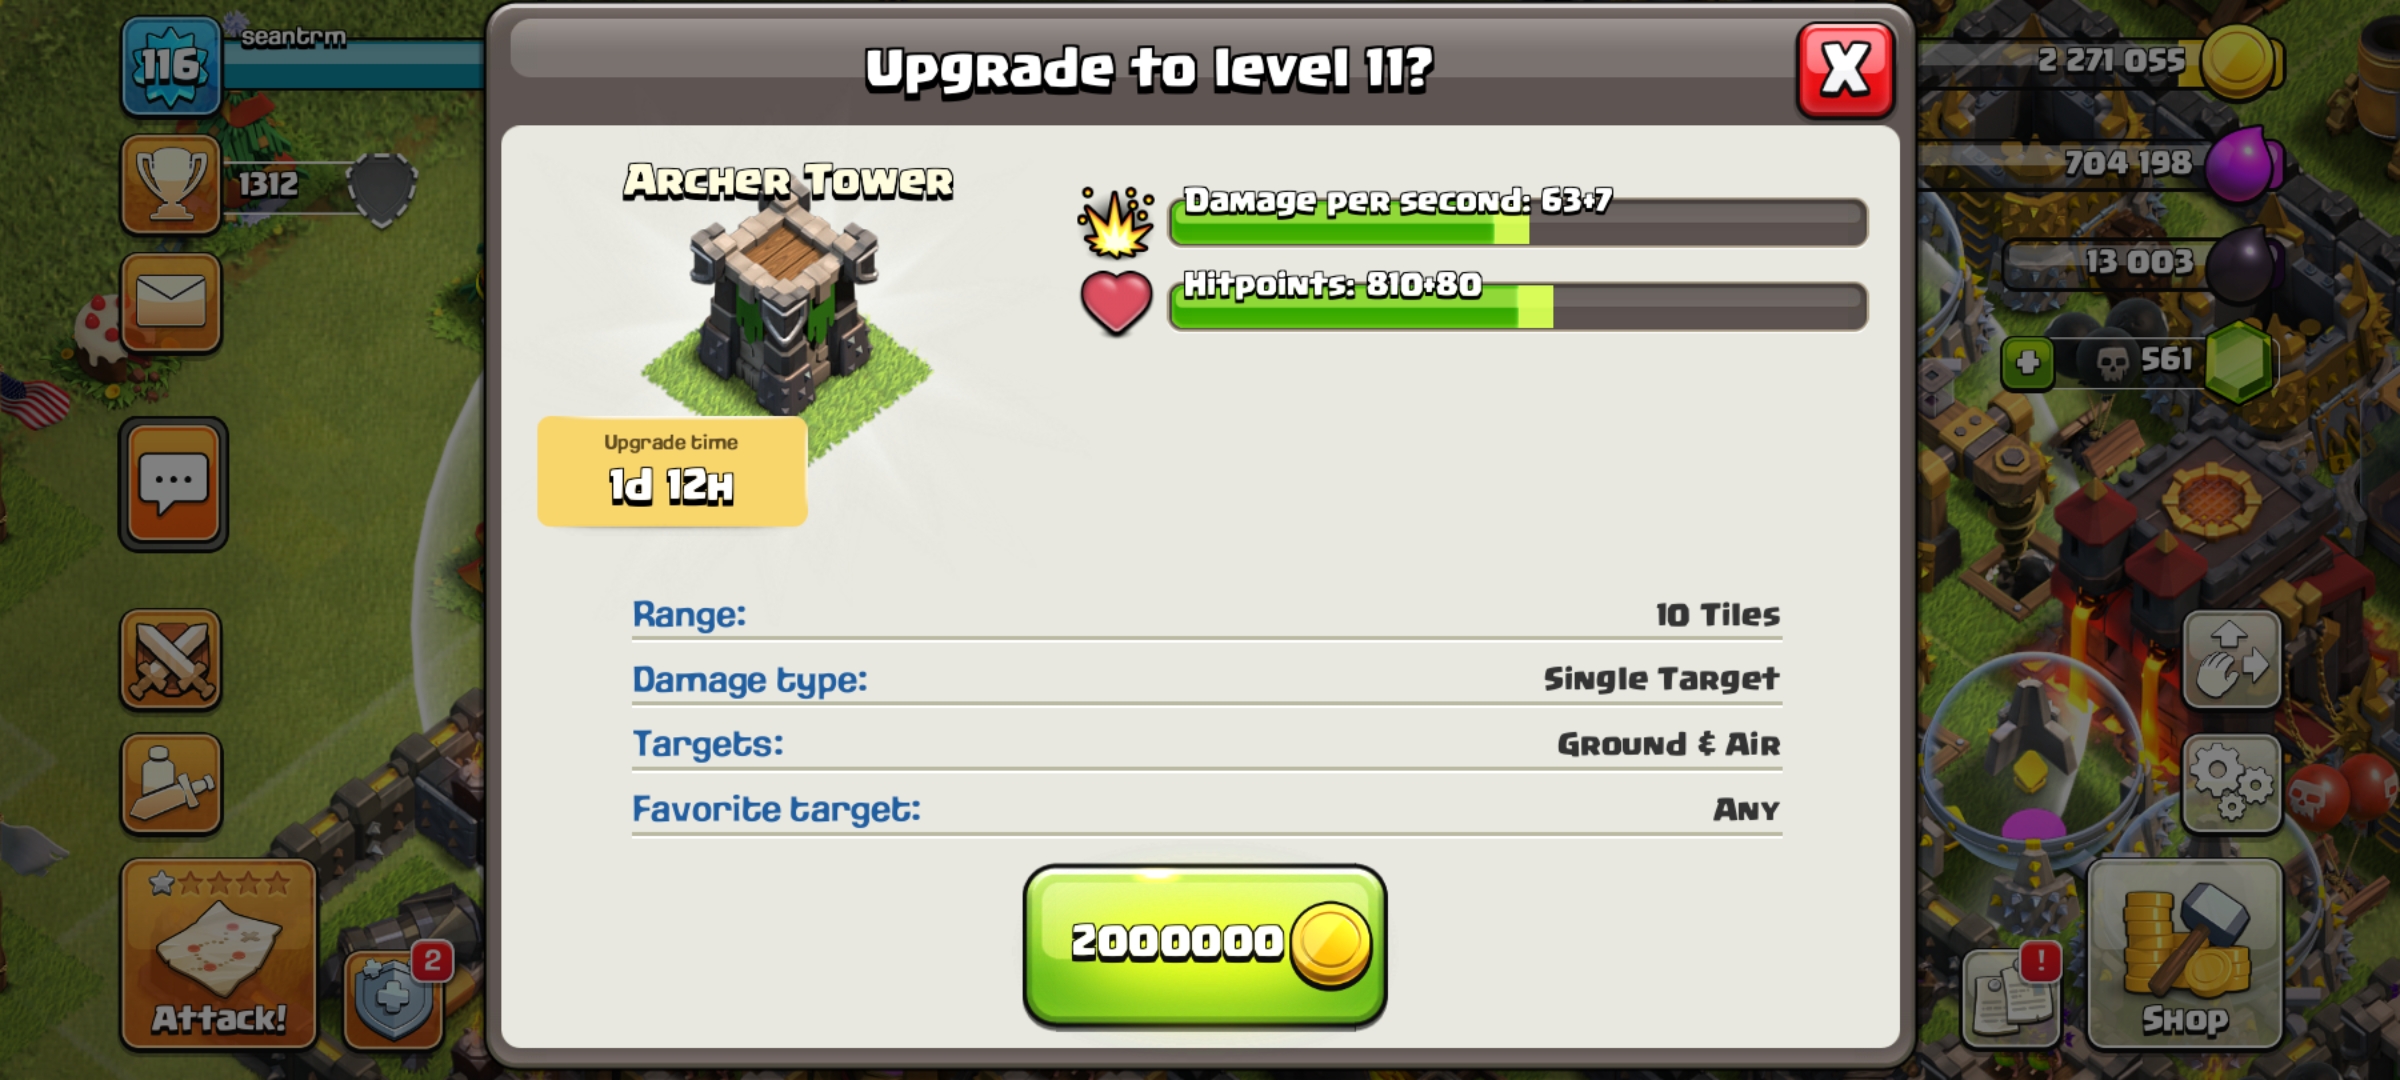 116
seantrm
Upgrade to level 11?
X
2 271 055
1312
Archer Tower
Damage per second: 63+7
704 198
Hitpoints: 810+80
13 003
561
Upgrade time
1d 12H
Range: 10 Tiles
Damage type: Single Target
Targets: Ground & Air
Favorite target: Any
2000000
2
!
Attack!
Shop